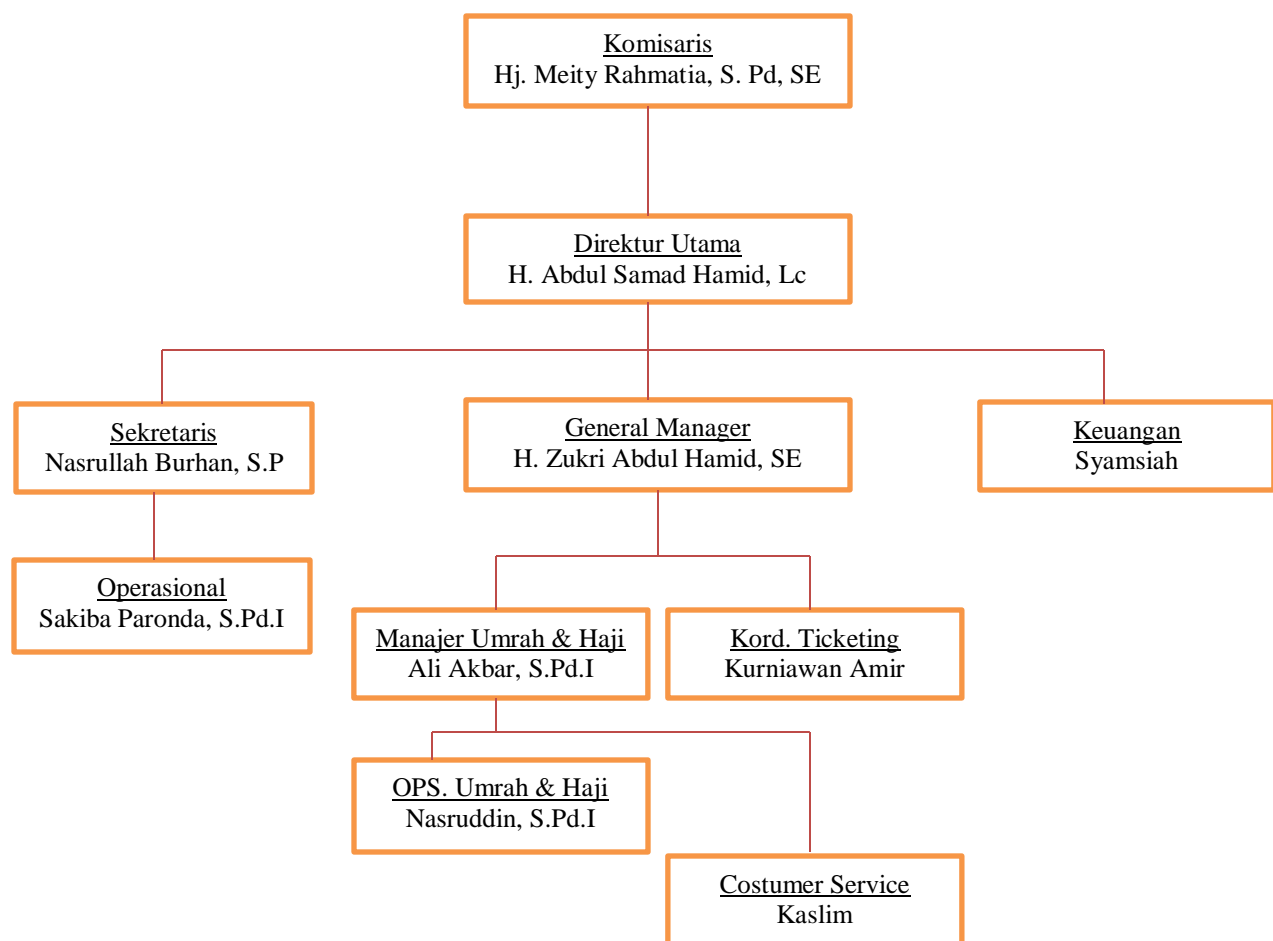 Komisaris
Hj. Meity Rahmatia, S. Pd, SE
Direktur Utama
H. Abdul Samad Hamid, Lc
Sekretaris
Nasrullah Burhan, S.P
General Manager
H. Zukri Abdul Hamid, SE
Keuangan
Syamsiah
Operasional
Sakiba Paronda, S.Pd.I
Manajer Umrah & Haji
Ali Akbar, S.Pd.I
Kord. Ticketing
Kurniawan Amir
OPS. Umrah & Haji
Nasruddin, S.Pd.I
Costumer Service
Kaslim